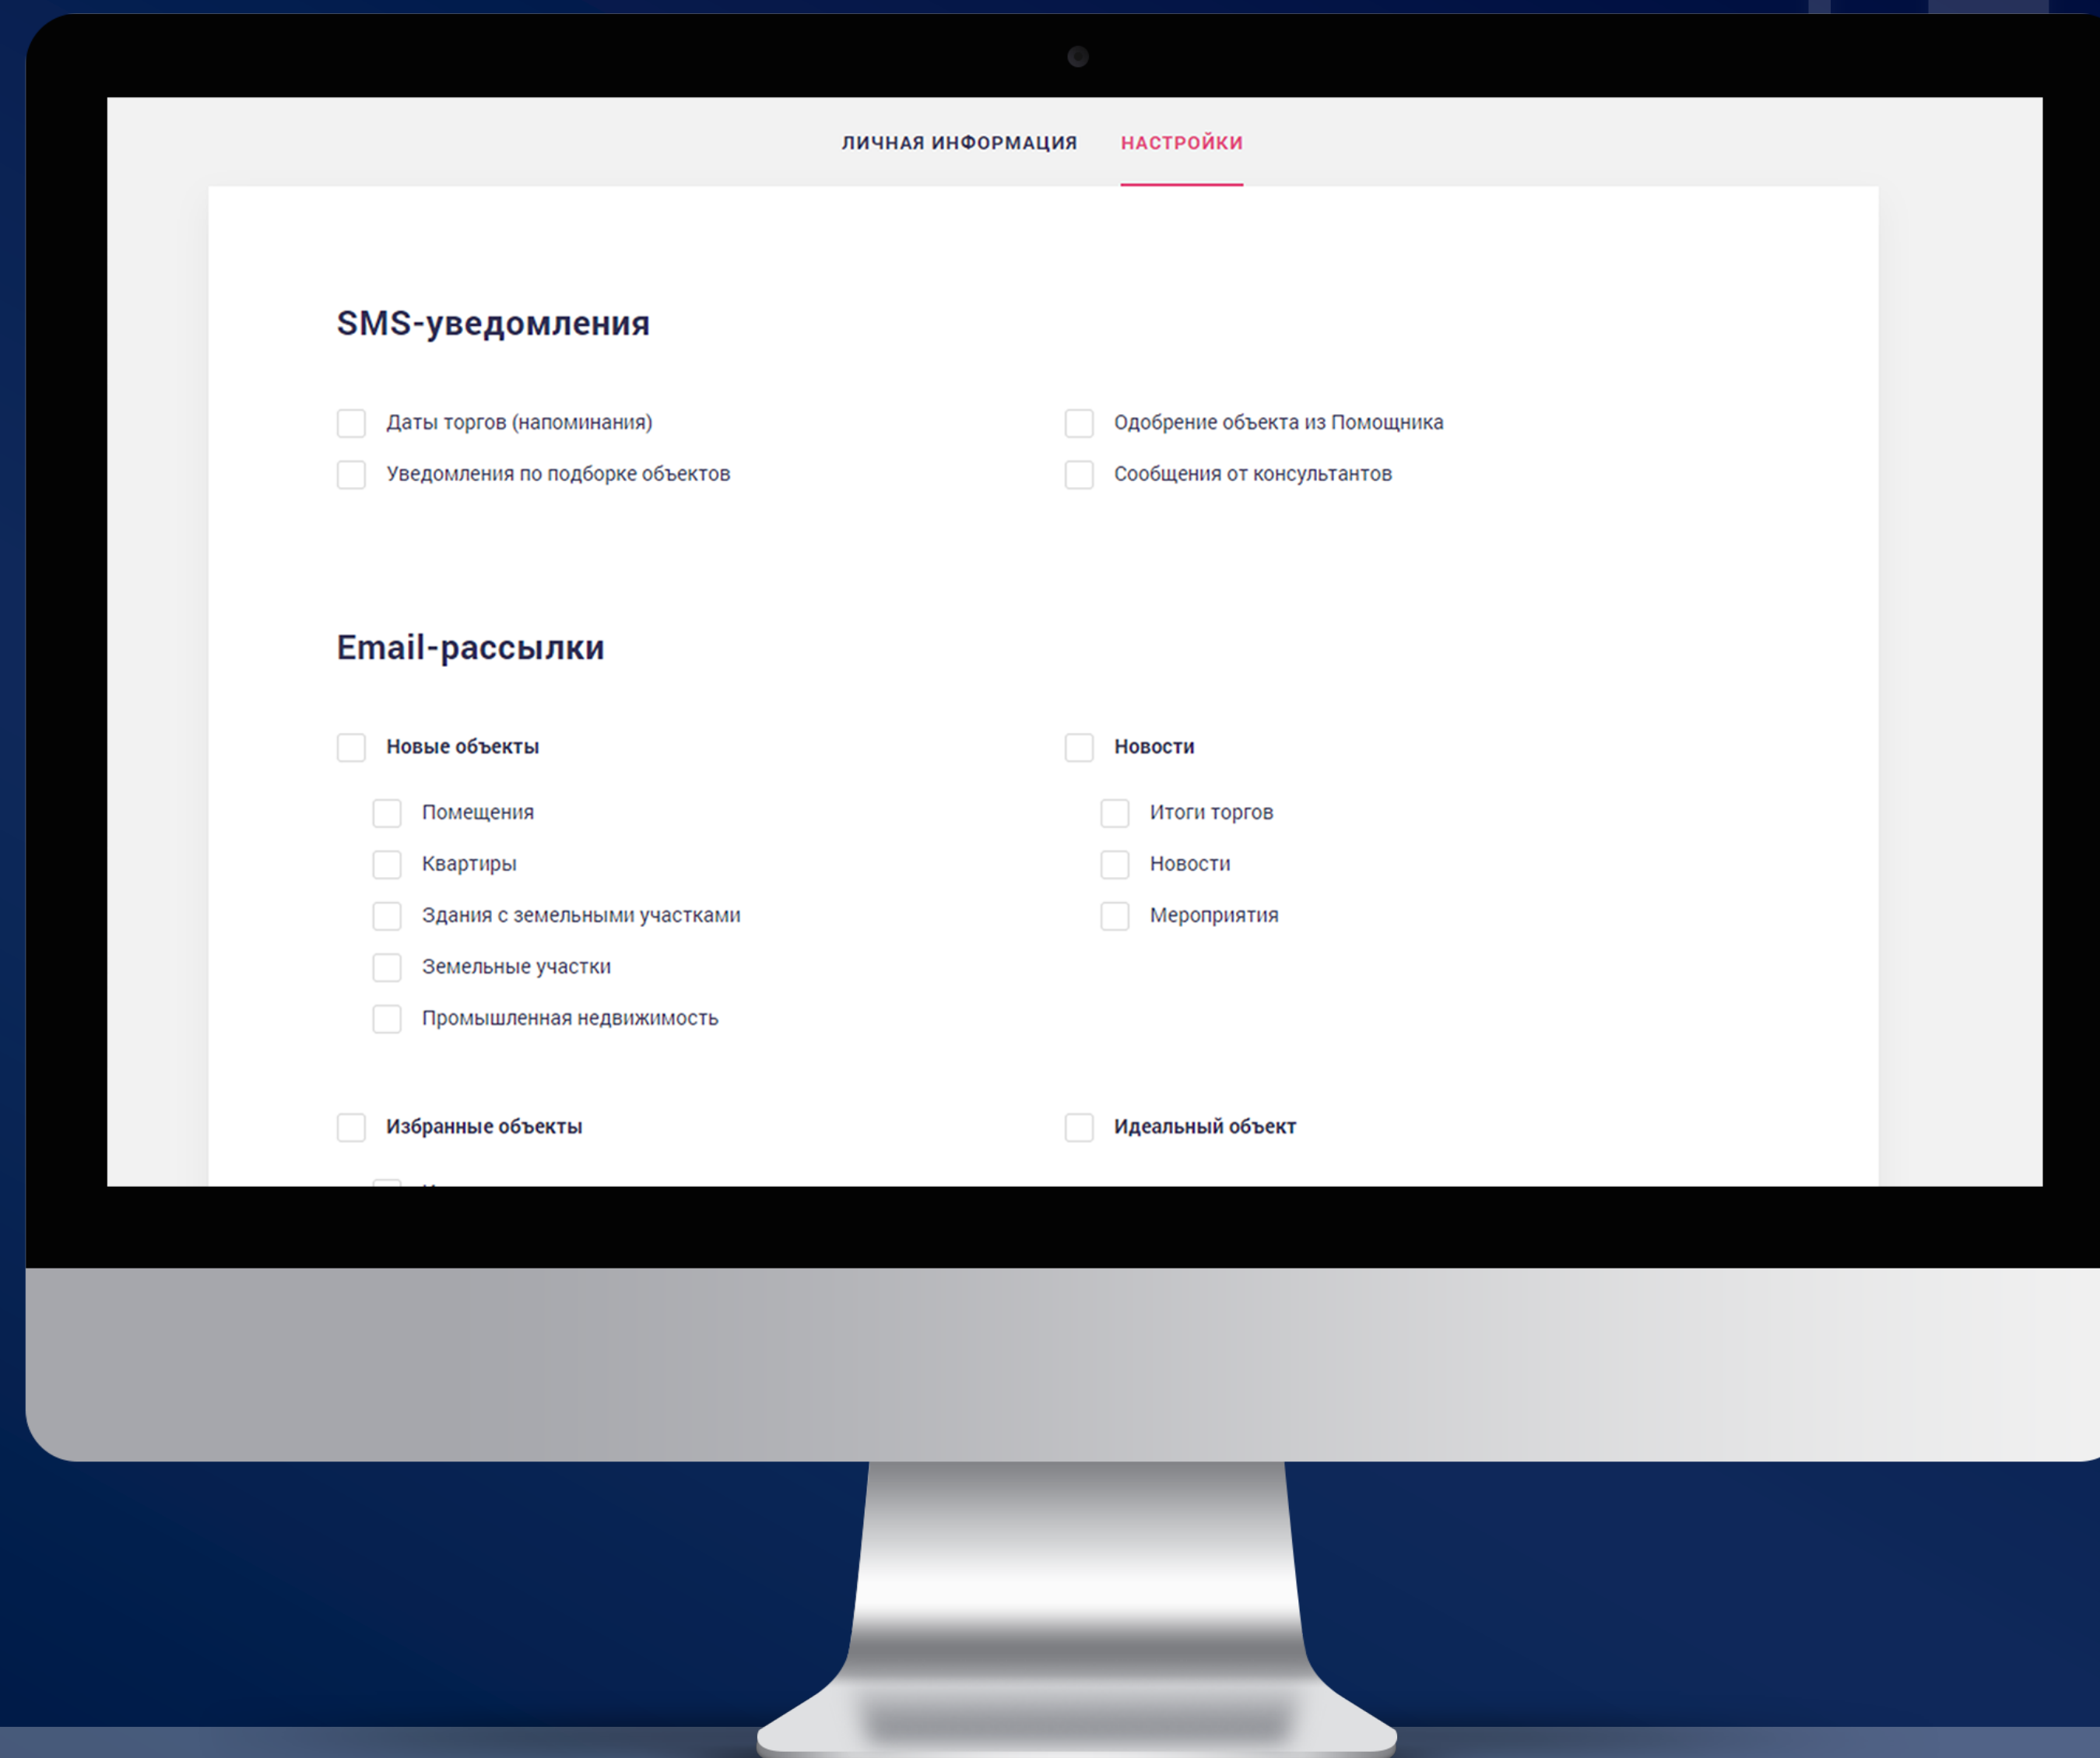 ЛИЧНАЯ ИНФОРМАЦИЯ НАСТРОЙКИ
SMS-уведомления
Даты торгов (напоминания) Одобрение объекта из Помощника
Уведомления по подборке объектов Сообщения от консультантов
Email-рассылки
Новые объекты Новости
Помещения Итоги торгов
Квартиры Новости
Здания с земельными участками Мероприятия
Земельные участки
Промышленная недвижимость
Избранные объекты Идеальный объект